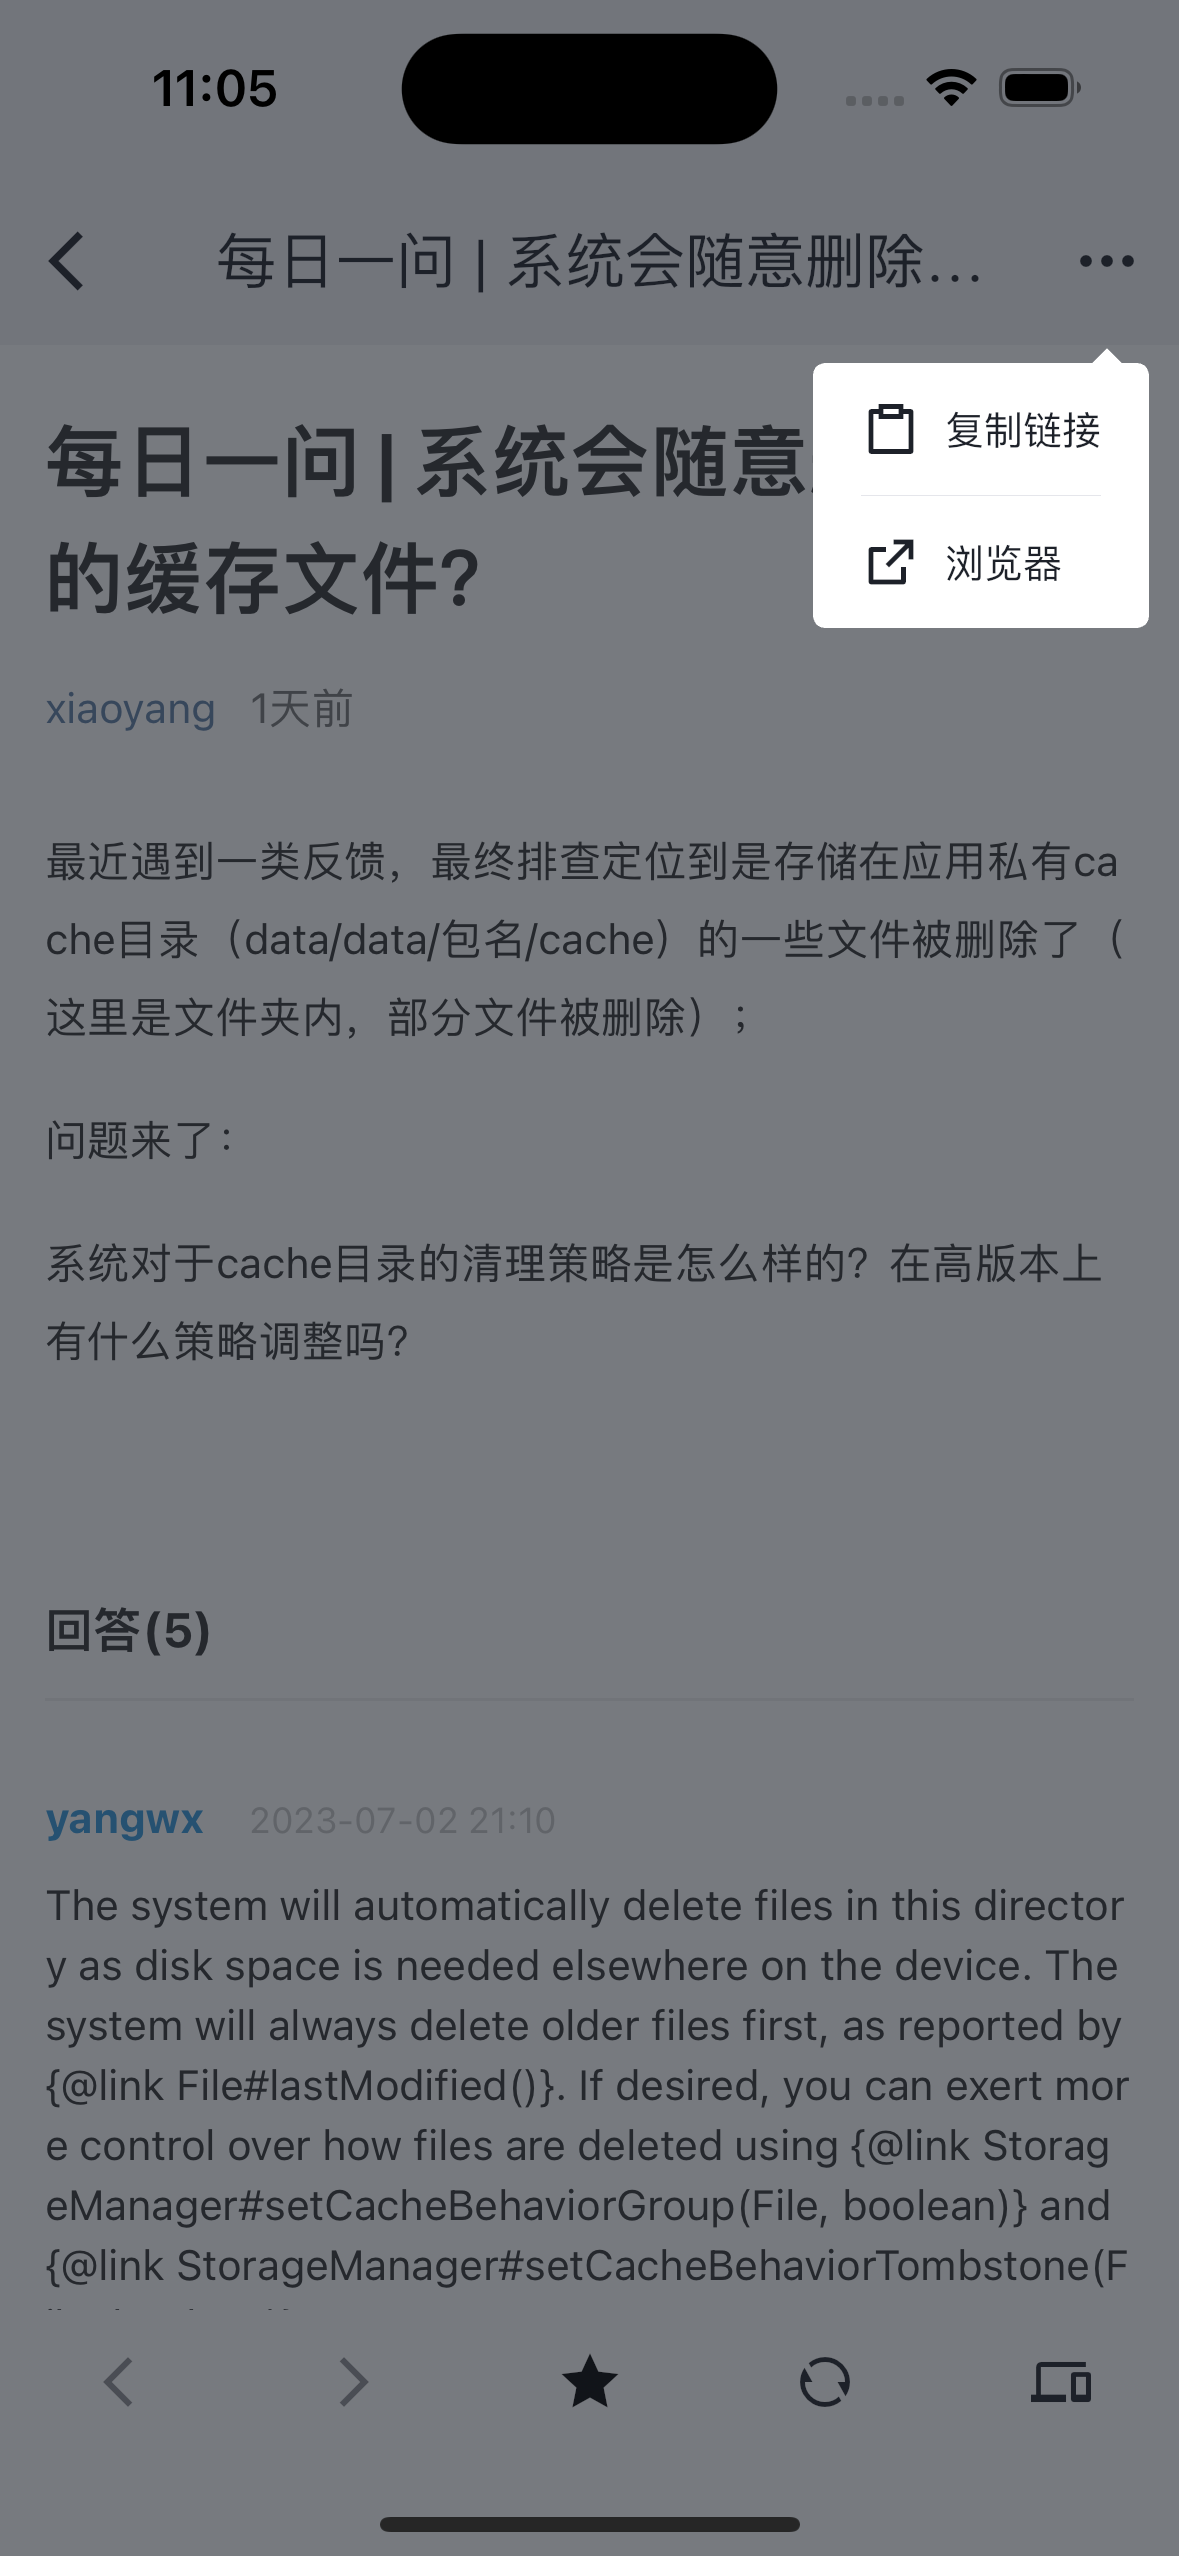 11:05
每日一问 | 系统会随意删除...
复制链接
浏览器
每日一问 | 系统会随意
的缓存文件?
xiaoyang 1天前
最近遇到一类反馈，最终排查定位到是存储在应用私有ca
che目录（data/data/包名/cache）的一些文件被删除了（
这里是文件夹内，部分文件被删除）；
问题来了：
系统对于cache目录的清理策略是怎么样的？在高版本上
有什么策略调整吗？
回答(5)
yangwx 2023-07-02 21:10
The system will automatically delete files in this director
y as disk space is needed elsewhere on the device. The
system will always delete older files first, as reported by
{@link File#lastModified()}. If desired, you can exert mor
e control over how files are deleted using {@link Storag
eManager#setCacheBehaviorGroup(File, boolean)} and
{@link StorageManager#setCacheBehaviorTombstone(F